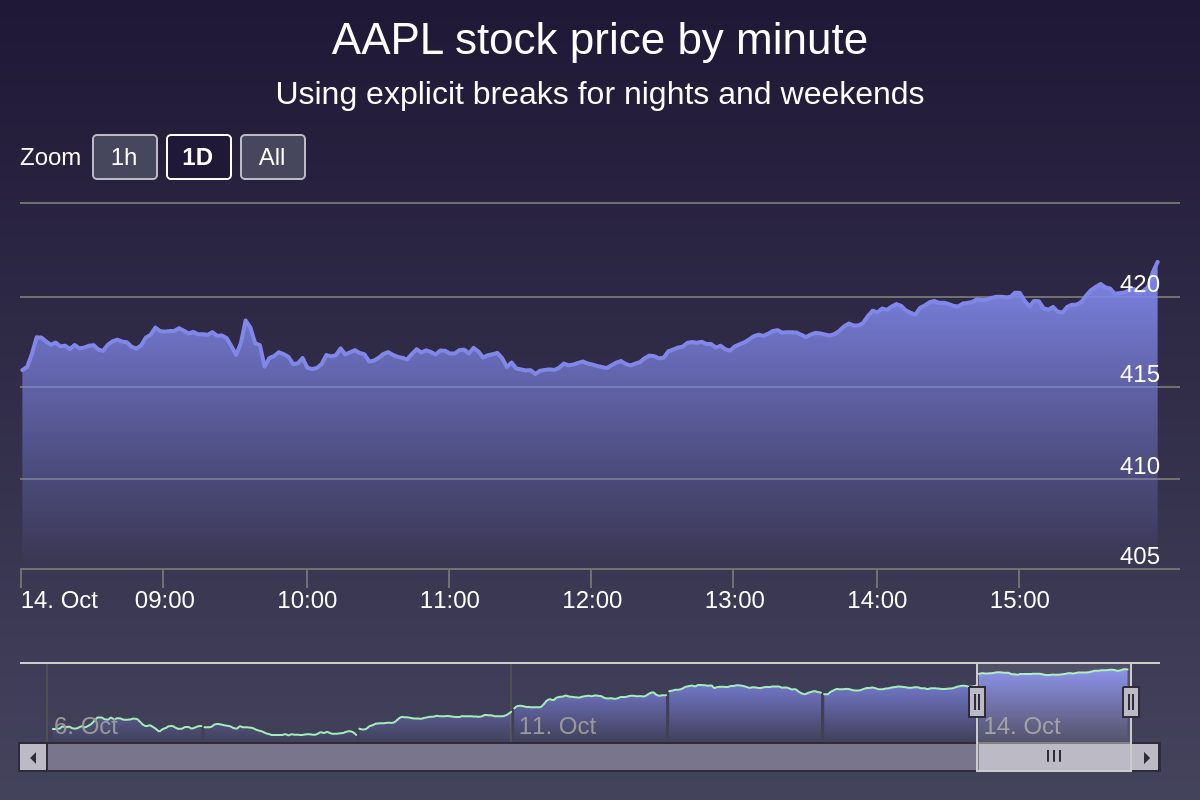 AAPL stock price by minute
Using explicit breaks for nights and weekends
Zoom 1h 1D All
420
415
410
405
14. Oct 09:00 10:00 11:00 12:00 13:00 14:00 15:00
6. Oct 11. Oct 14. Oct